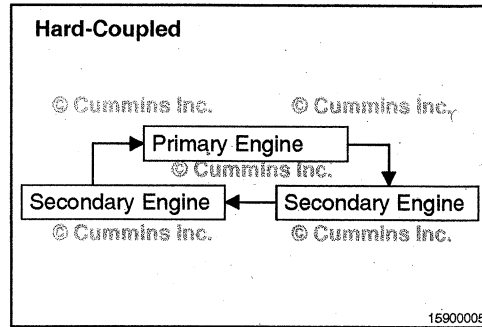 Hard-Coupled
© Cummins Inc. © Cummins Inc.
Primary Engine
© Cummins Inc.
Secondary Engine Secondary Engine
© Cummins Inc. © Cummins Inc.
15900005